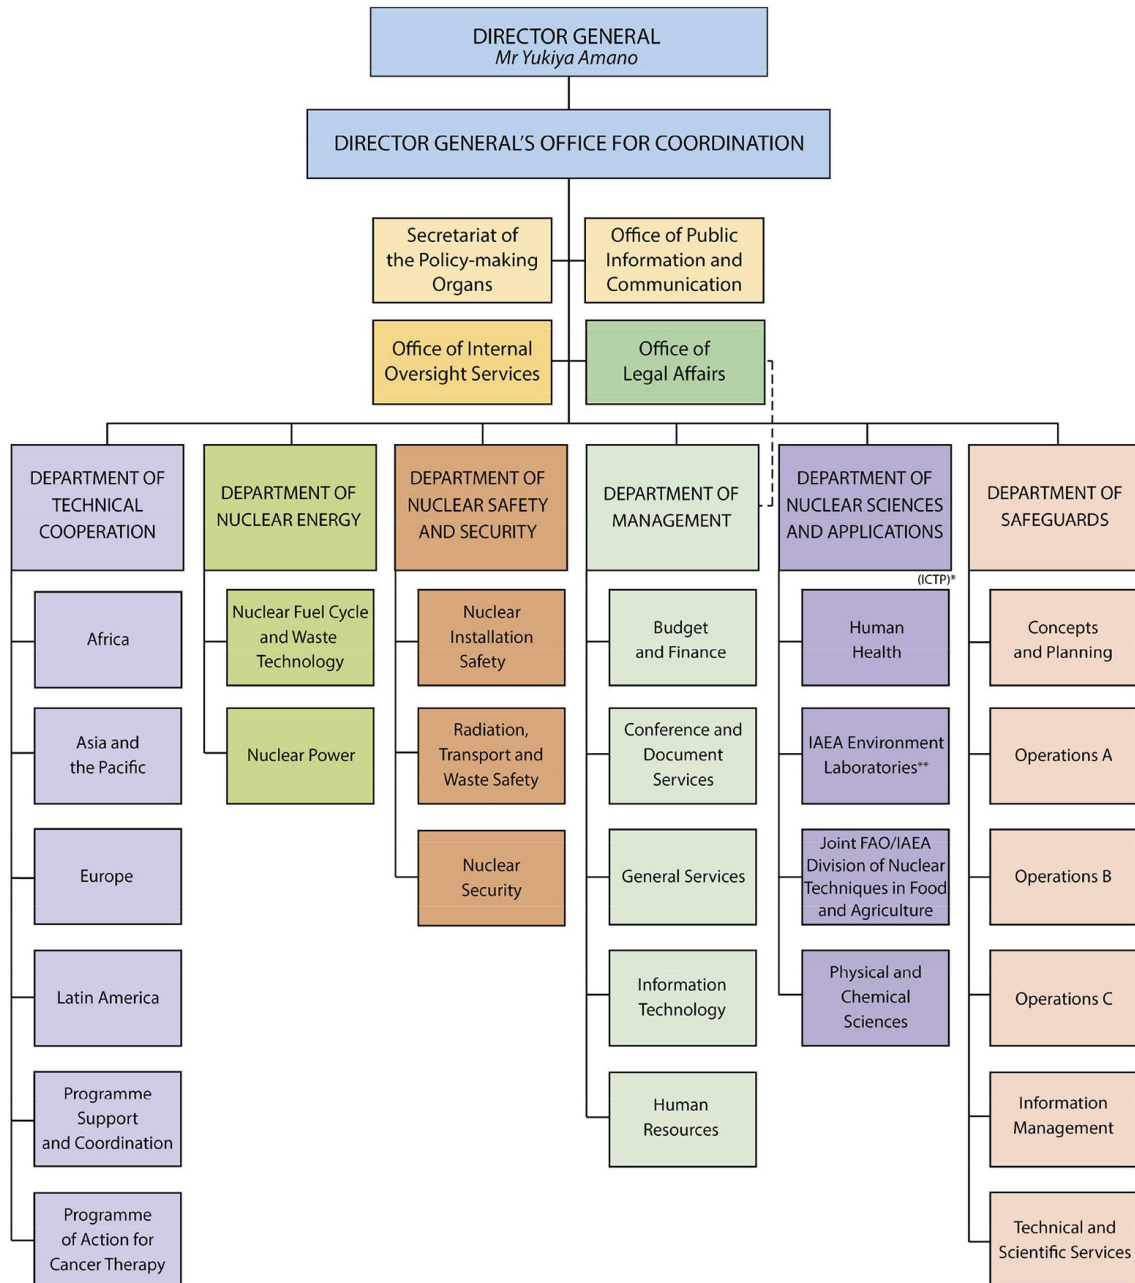 DIRECTOR GENERAL
Mr Yukiya Amano
DIRECTOR GENERAL'S OFFICE FOR COORDINATION
Secretariat of
the Policy-making
Organs
Office of Public
Information and
Communication
Office of Internal
Oversight Services
Office of
Legal Affairs
DEPARTMENT OF
TECHNICAL
COOPERATION
Africa
Asia and
the Pacific
Europe
Latin America
Programme
Support
and Coordination
Programme
of Action for
Cancer Therapy
DEPARTMENT OF
NUCLEAR ENERGY
Nuclear Fuel Cycle
and Waste
Technology
Nuclear Power
DEPARTMENT OF
NUCLEAR SAFETY
AND SECURITY
Nuclear
Installation
Safety
Radiation,
Transport and
Waste Safety
Nuclear
Security
DEPARTMENT OF
MANAGEMENT
Budget
and Finance
Conference and
Document
Services
General Services
Information
Technology
Human
Resources
DEPARTMENT OF
NUCLEAR SCIENCES
AND APPLICATIONS
(ICTP)*
Human
Health
IAEA Environment
Laboratories**
Joint FAO/IAEA
Division of Nuclear
Techniques in Food
and Agriculture
Physical and
Chemical
Sciences
DEPARTMENT OF
SAFEGUARDS
Concepts
and Planning
Operations A
Operations B
Operations C
Information
Management
Technical and
Scientific Services